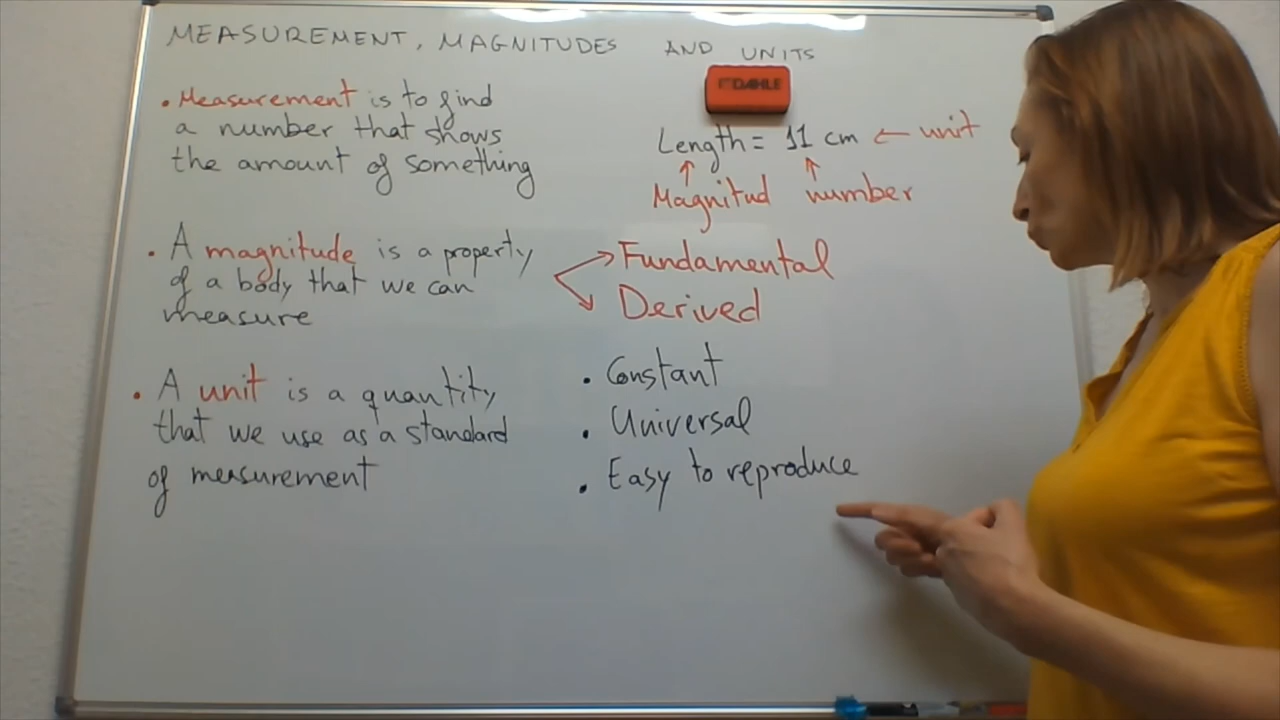 MEASUREMENT, MAGNITUDES AND UNITS
• Measurement is to find
a number that shows
the amount of something
DAHLE
Length = 11 cm ← unit
Magnitud number
• A magnitude is a property
of a body that we can
measure
Fundamental
Derived
• A unit is a quantity
that we use as a standard
of measurement
• Constant
• Universal
• Easy to reproduce